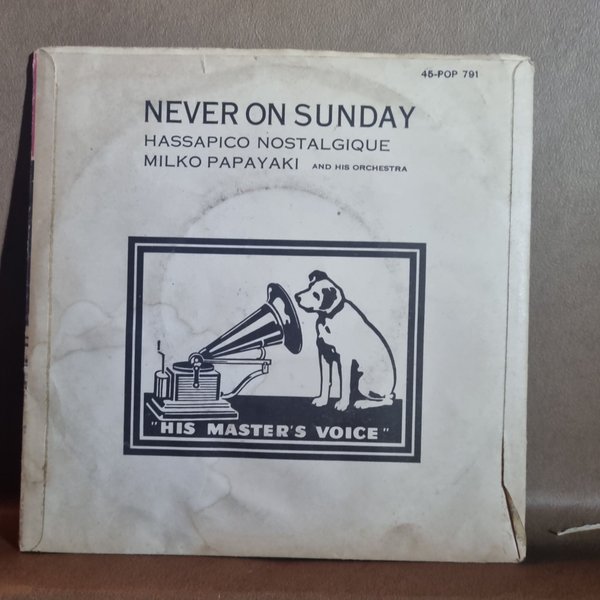 45-POP 791
NEVER ON SUNDAY
HASSAPICO NOSTALGIQUE
MILKO PAPAYAKI AND HIS ORCHESTRA
"HIS MASTER'S VOICE"